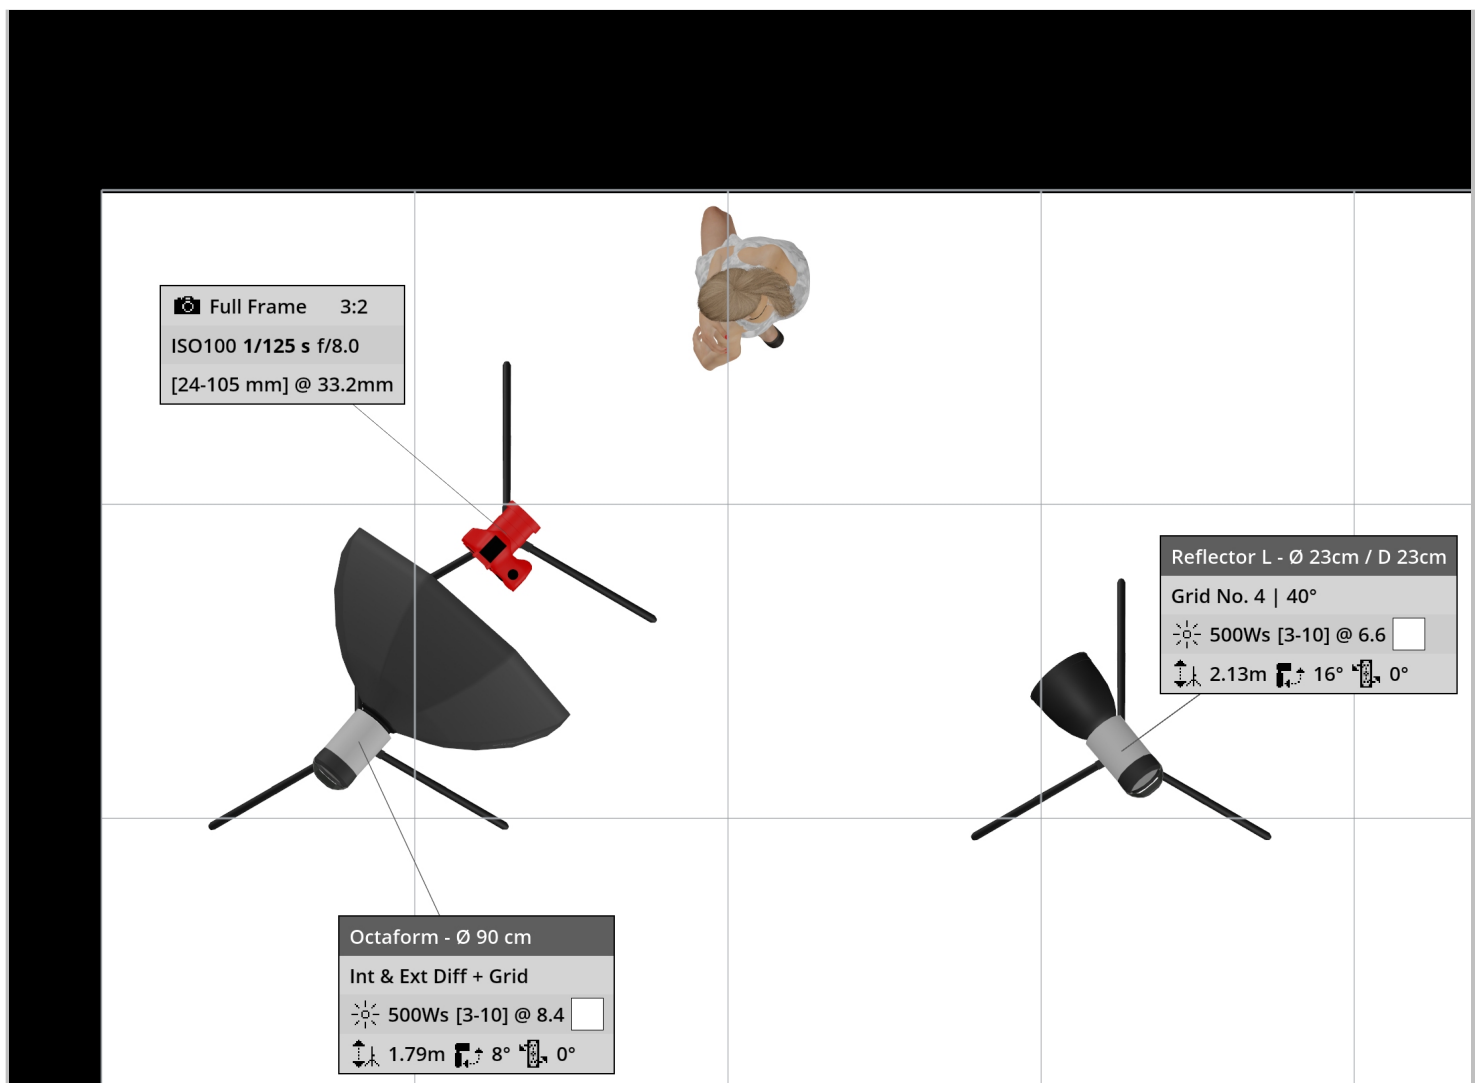 Full Frame 3:2
ISO100 1/125 s f/8.0
[24-105 mm] @ 33.2mm
Reflector L - Ø 23cm / D 23cm
Grid No. 4 | 40°
500Ws [3-10] @ 6.6
2.13m 16° 0°
Octaform - Ø 90 cm
Int & Ext Diff + Grid
500Ws [3-10] @ 8.4
1.79m 8° 0°